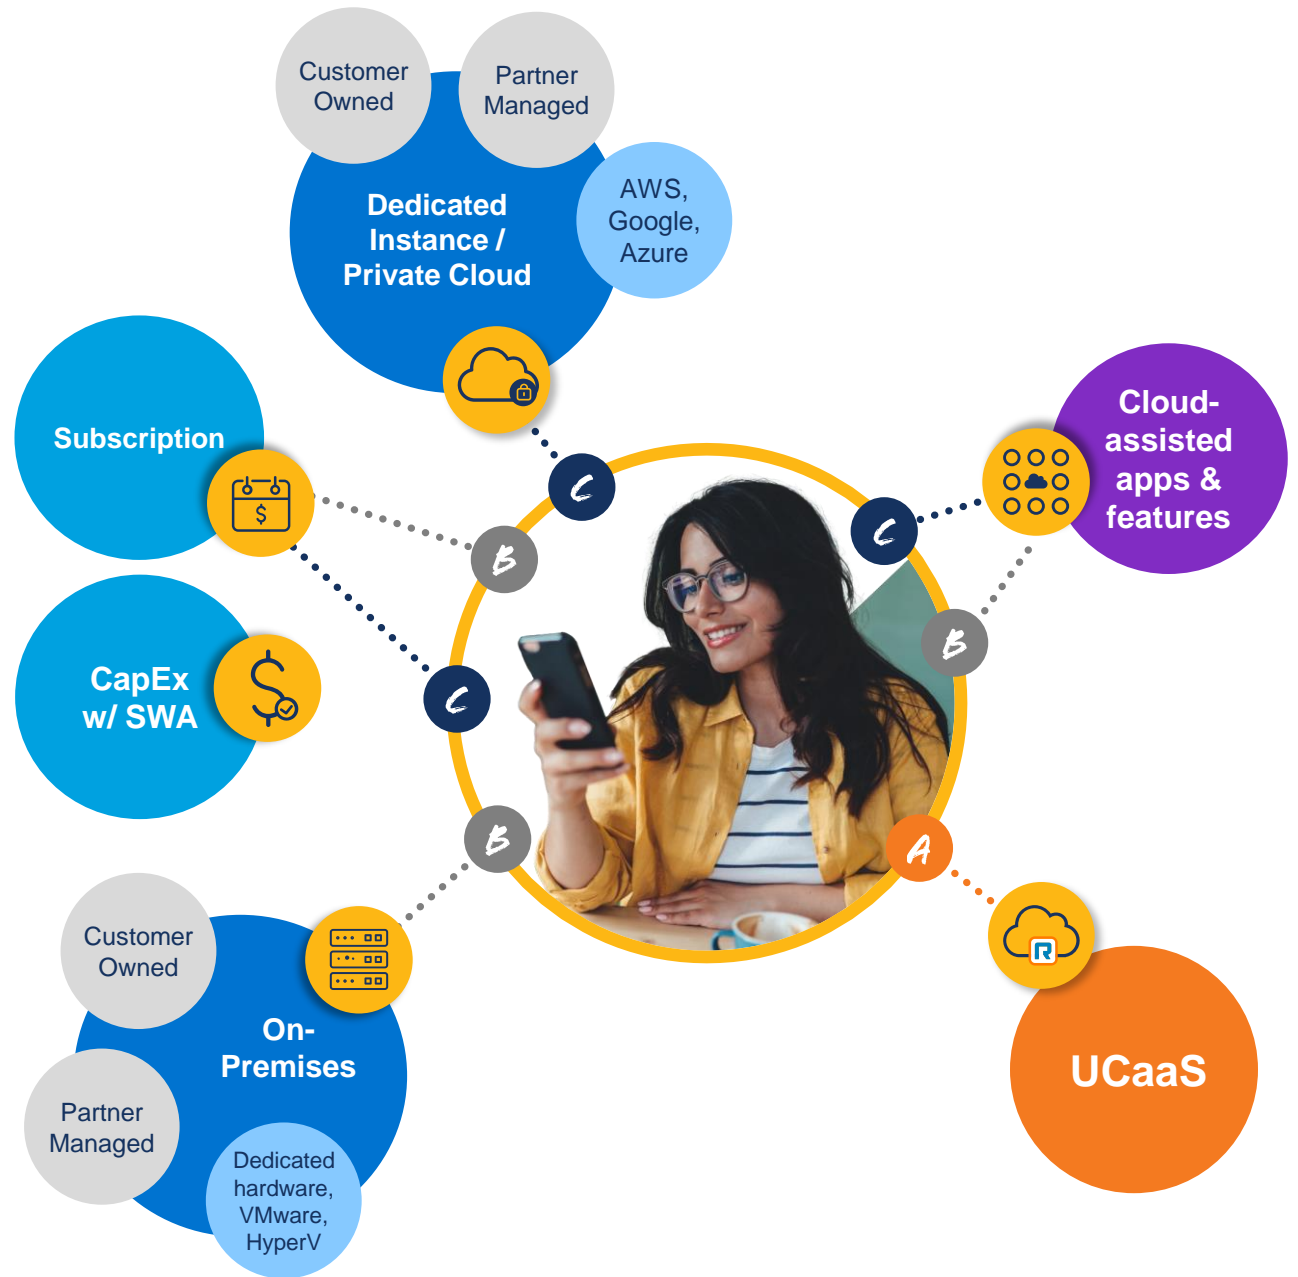 Customer
Owned
Partner
Managed
AWS,
Google,
Azure
Dedicated
Instance /
Private Cloud
Subscription
$
Cloud-
assisted
apps &
features
C
C
B
B
C
CapEx
w/ SWA
B
A
Customer
Owned
R
On-
Premises
UCaaS
Partner
Managed
Dedicated
hardware,
VMware,
HyperV